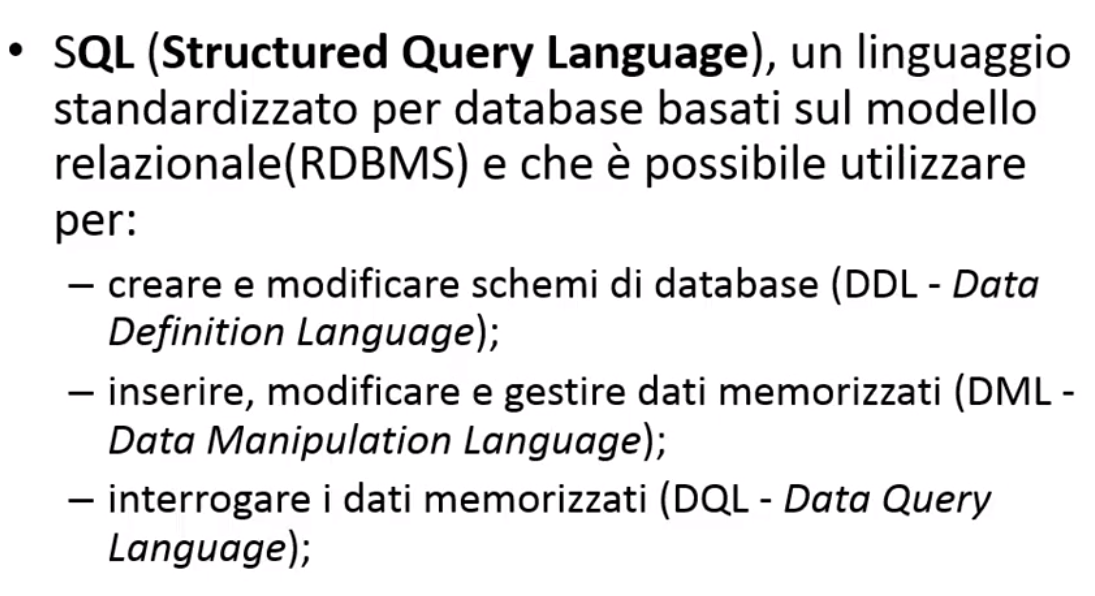 • SQL (Structured Query Language), un linguaggio
standardizzato per database basati sul modello
relazionale(RDBMS) e che è possibile utilizzare
per:
– creare e modificare schemi di database (DDL - Data
Definition Language);
– inserire, modificare e gestire dati memorizzati (DML -
Data Manipulation Language);
– interrogare i dati memorizzati (DQL - Data Query
Language);